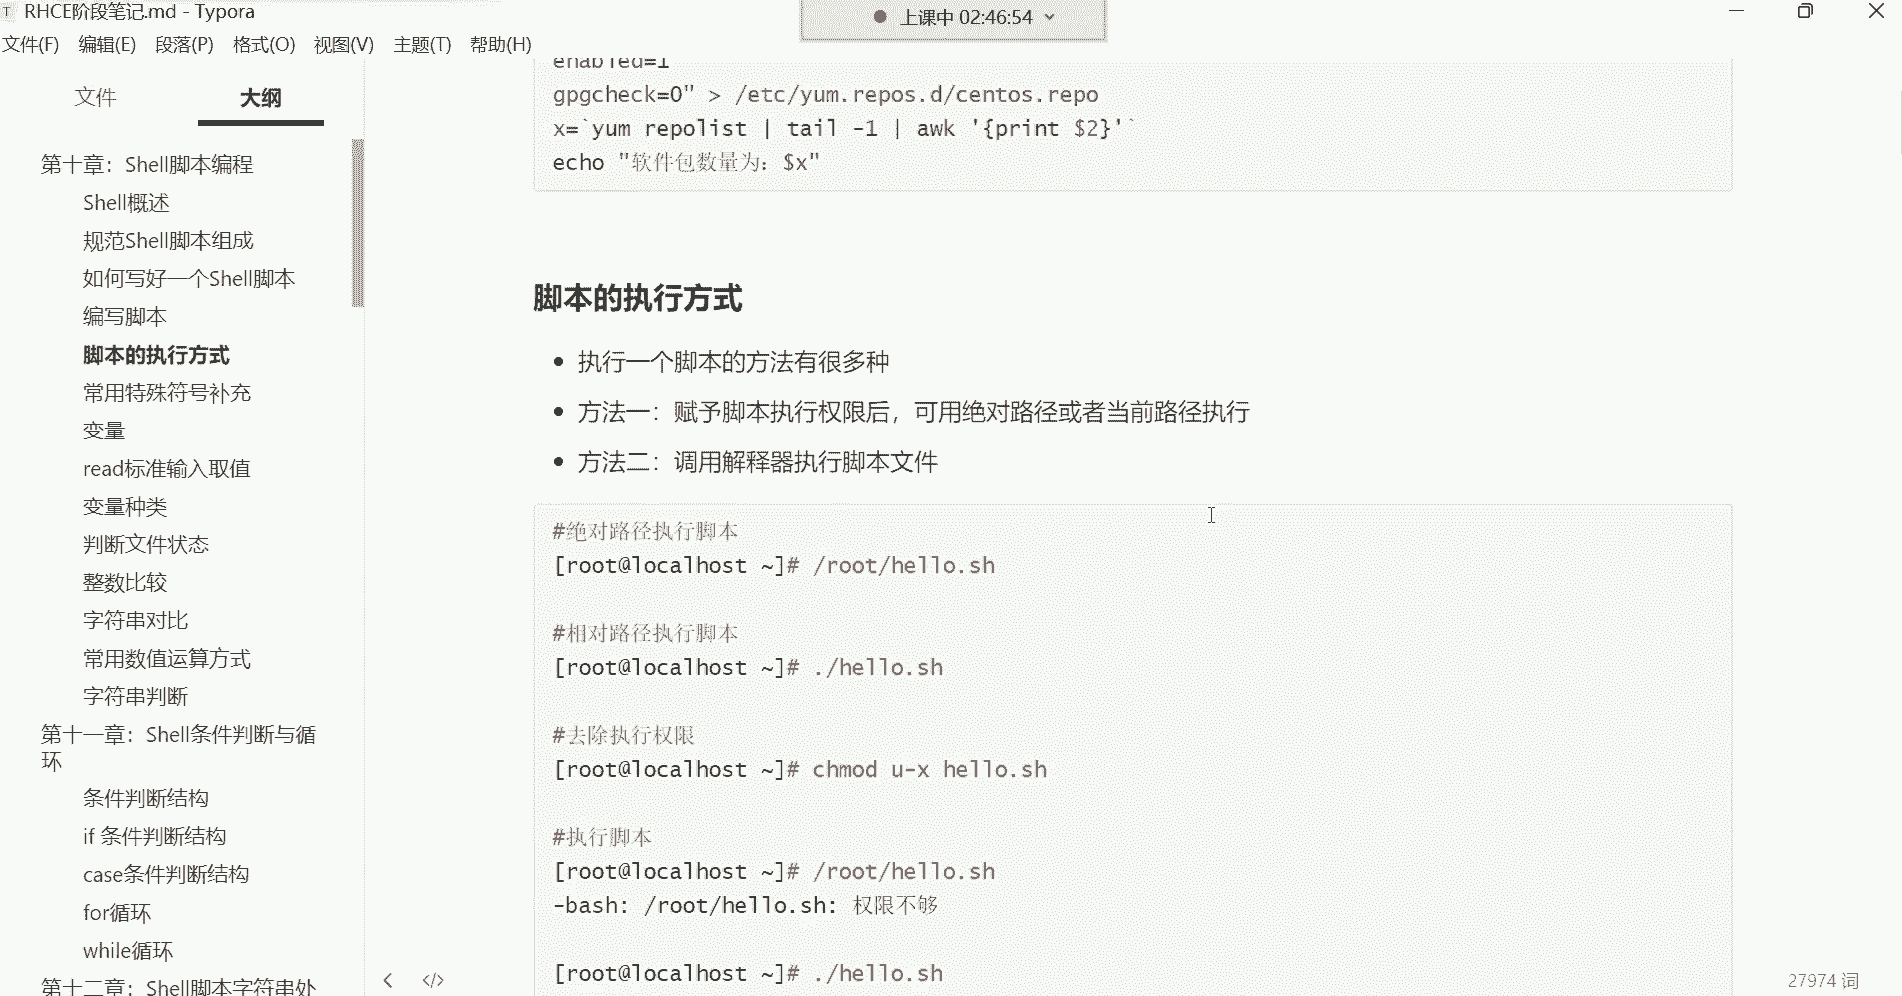 RHCE阶段笔记.md - Typora
上课中 02:46:54
文件(F) 编辑(E) 段落(P) 格式(O) 视图(V) 主题(T) 帮助(H)
文件 大纲
第十章：Shell脚本编程
Shell概述
规范Shell脚本组成
如何写好一个Shell脚本
编写脚本
脚本的执行方式
常用特殊符号补充
变量
read标准输入取值
变量种类
判断文件状态
整数比较
字符串对比
常用数值运算方式
字符串判断
第十一章：Shell条件判断与循
环
条件判断结构
if 条件判断结构
case条件判断结构
for循环
while循环
第十二章：Shell脚本字符串处
enabled=1
gpgcheck=0" > /etc/yum.repos.d/centos.repo
x=`yum repolist | tail -1 | awk '{print $2}'`
echo "软件包数量为：$x"
脚本的执行方式
执行一个脚本的方法有很多种
方法一：赋予脚本执行权限后，可用绝对路径或者当前路径执行
方法二：调用解释器执行脚本文件
#绝对路径执行脚本
[root@localhost ~]# /root/hello.sh
#相对路径执行脚本
[root@localhost ~]# ./hello.sh
#去除执行权限
[root@localhost ~]# chmod u-x hello.sh
#执行脚本
[root@localhost ~]# /root/hello.sh
-bash: /root/hello.sh: 权限不够
[root@localhost ~]# ./hello.sh
27974 词